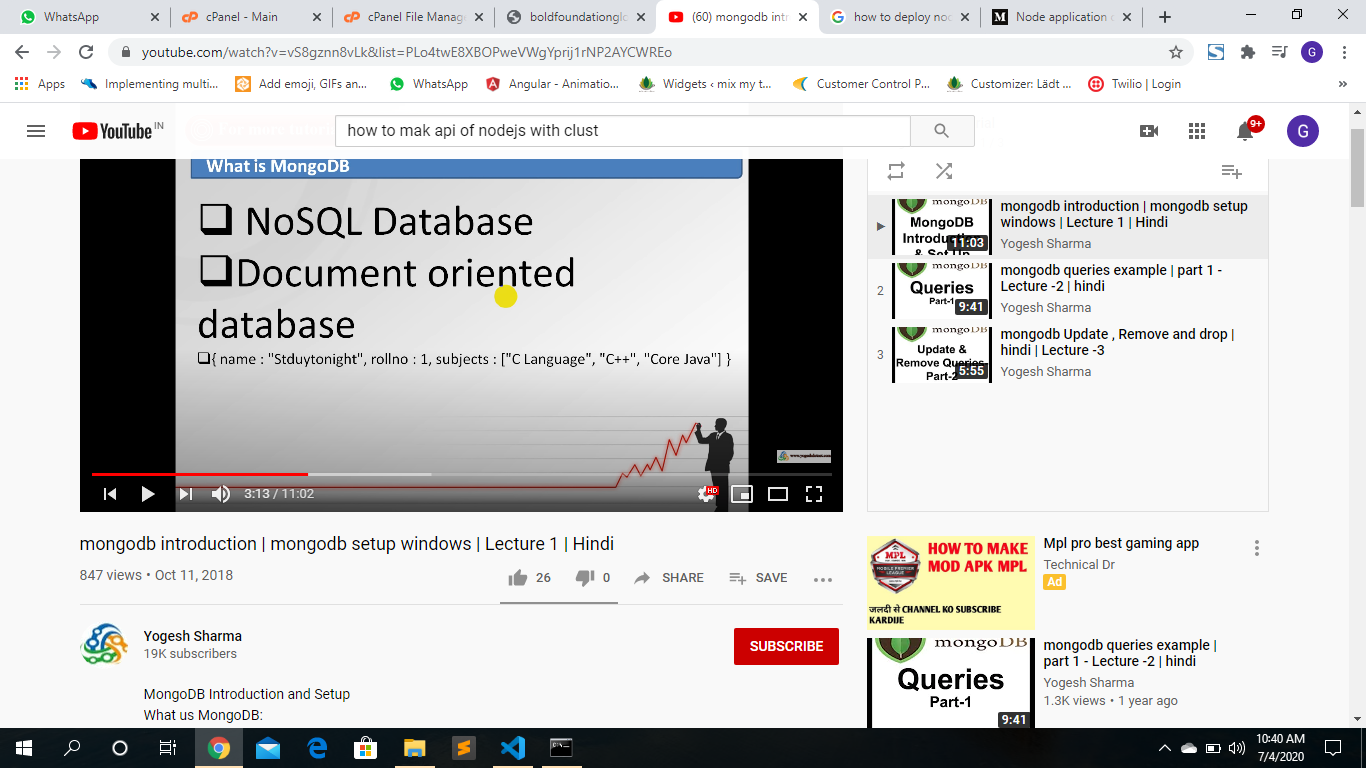 WhatsApp
cPanel - Main
cPanel File Manag
boldfoundationglo
(60) mongodb intr
how to deploy nod
Node application
youtube.com/watch?v=vS8gznn8vLk&list=PLo4twE8XBOPweVWgYprij1rNP2AYCWREo
G
Apps
Implementing multi...
Add emoji, GIFs an...
WhatsApp
Angular - Animatio...
Widgets ‹ mix my t...
Customer Control P...
Customizer: Lädt ...
Twilio | Login
YouTube IN
how to mak api of nodejs with clust
9+
G
What is MongoDB
NoSQL Database
Document oriented
database
{ name : "Stduytonight", rollno : 1, subjects : ["C Language", "C++", "Core Java"] }
3:13 / 11:02
HD
mongodb introduction | mongodb setup windows | Lecture 1 | Hindi
847 views • Oct 11, 2018
26
0
SHARE
SAVE
Yogesh Sharma
19K subscribers
SUBSCRIBE
MongoDB Introduction and Setup
What us MongoDB:
mongoDB
MongoDB
Introduction
& Set Up
11:03
mongodb introduction | mongodb setup
windows | Lecture 1 | Hindi
Yogesh Sharma
2
mongoDB
Queries
Part-1
9:41
mongodb queries example | part 1 -
Lecture -2 | hindi
Yogesh Sharma
3
mongoDB
Update &
Remove Queries
Part-2
5:55
mongodb Update , Remove and drop |
hindi | Lecture -3
Yogesh Sharma
MPL
HOW TO MAKE
MOD APK MPL
जलदी से CHANNEL KO SUBSCRIBE
KARDIJE
Mpl pro best gaming app
Technical Dr
Ad
mongoDB
Queries
Part-1
9:41
mongodb queries example |
part 1 - Lecture -2 | hindi
Yogesh Sharma
1.3K views • 1 year ago
10:40 AM
7/4/2020